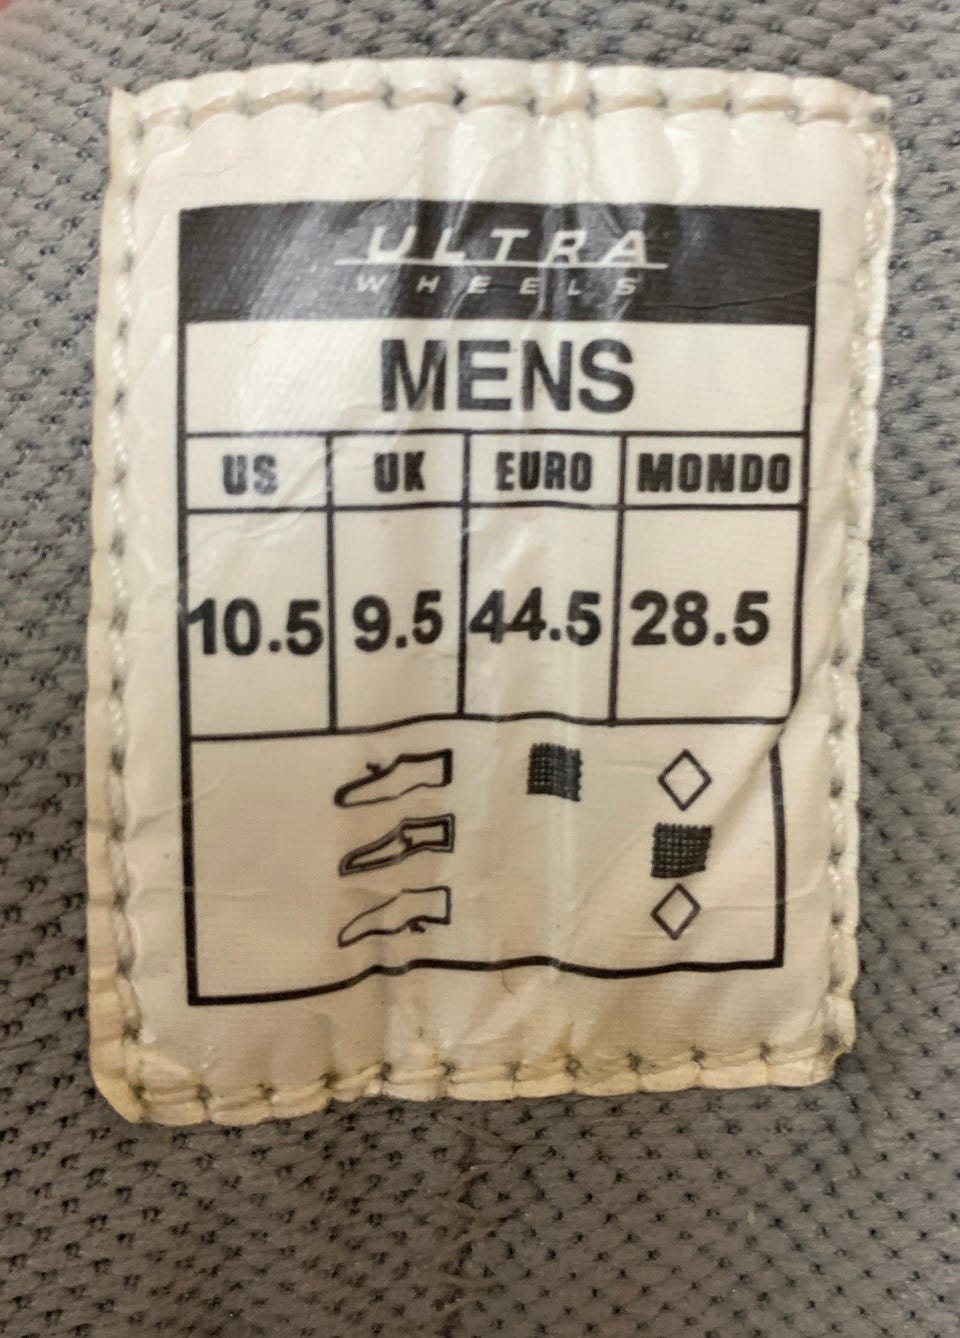 ULTRA
WHEELS
MENS
US UK EURO MONDO
10.5 9.5 44.5 28.5